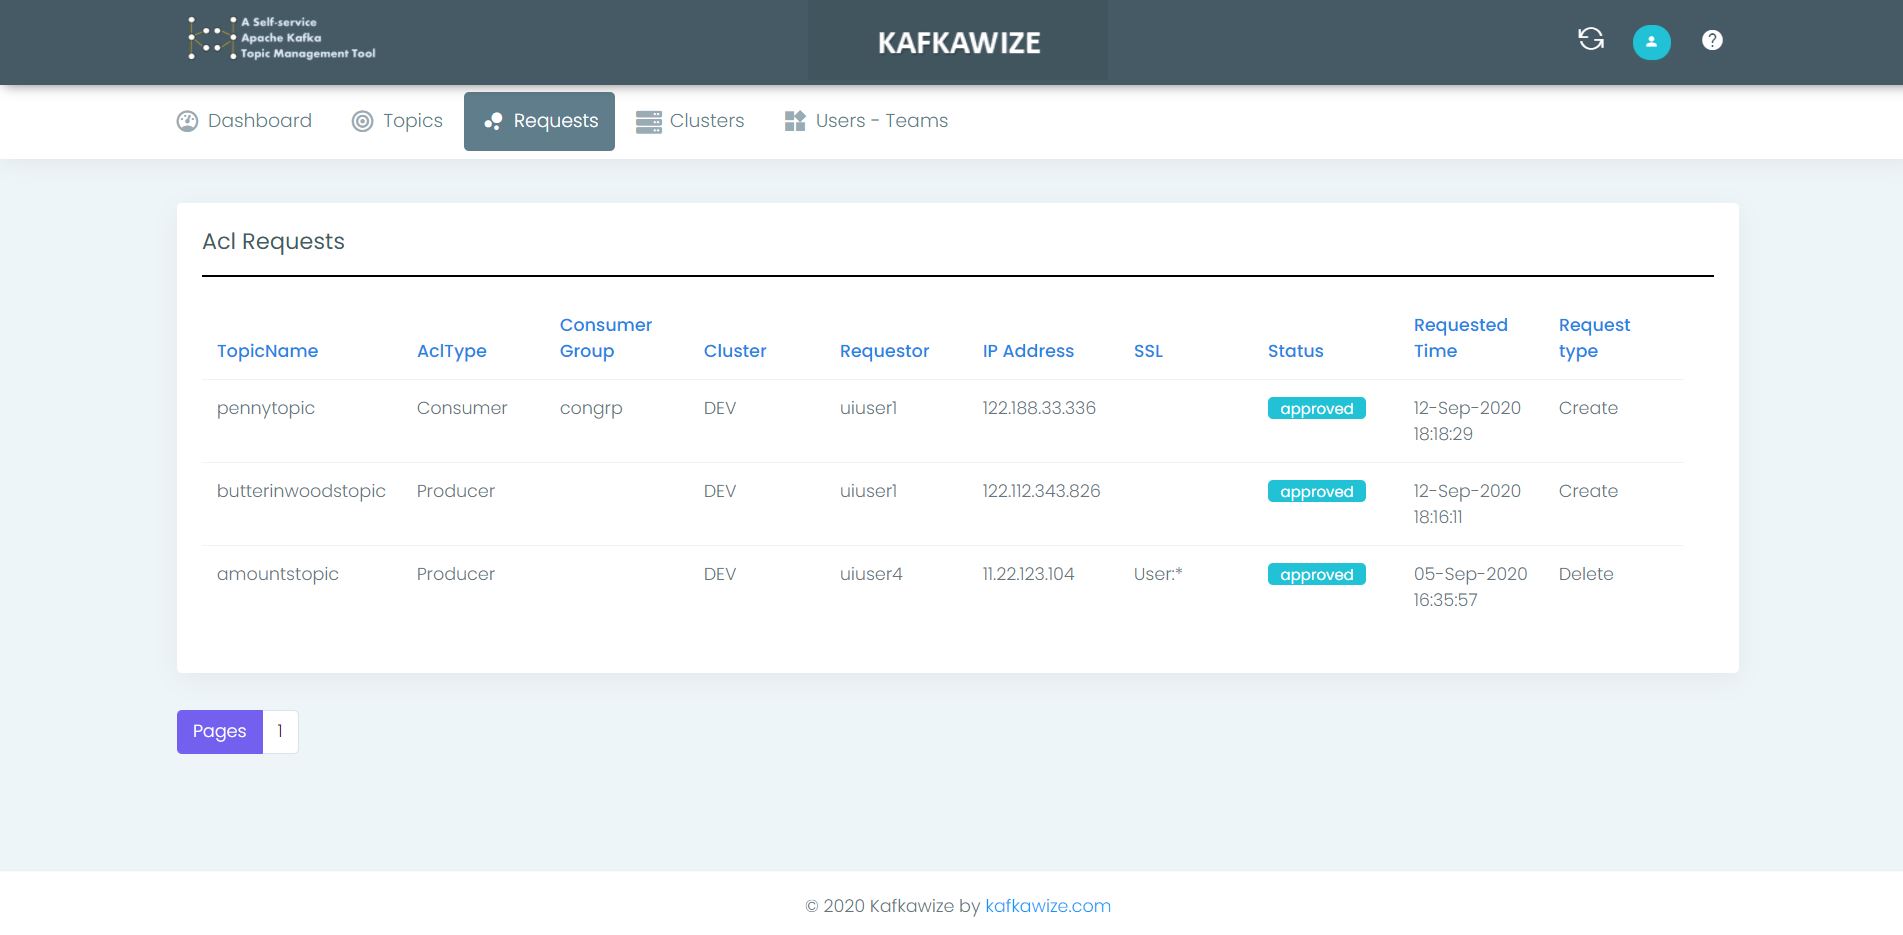 A Self-service
Apache Kafka
Topic Management Tool
KAFKAWIZE
Dashboard Topics Requests Clusters Users - Teams
Acl Requests
TopicName AclType Consumer Group Cluster Requestor IP Address SSL Status Requested Time Request type
pennytopic Consumer congrp DEV uiuser1 122.188.33.336 approved 12-Sep-2020 18:18:29 Create
butterinwoodstopic Producer DEV uiuser1 122.112.343.826 approved 12-Sep-2020 18:16:11 Create
amountstopic Producer DEV uiuser4 11.22.123.104 User:* approved 05-Sep-2020 16:35:57 Delete
Pages 1
© 2020 Kafkawize by kafkawize.com